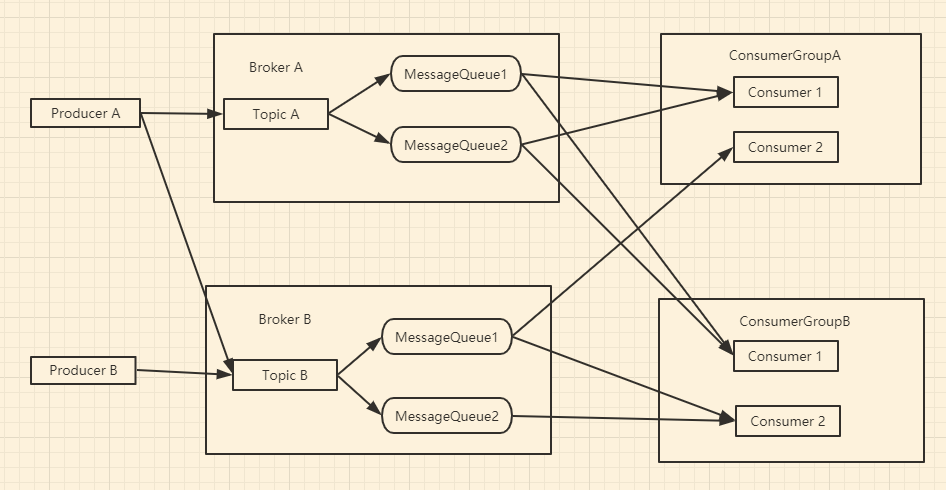 Broker A
ConsumerGroupA
MessageQueue1
Consumer 1
Producer A
Topic A
MessageQueue2
Consumer 2
Broker B
ConsumerGroupB
MessageQueue1
Consumer 1
Producer B
Topic B
MessageQueue2
Consumer 2